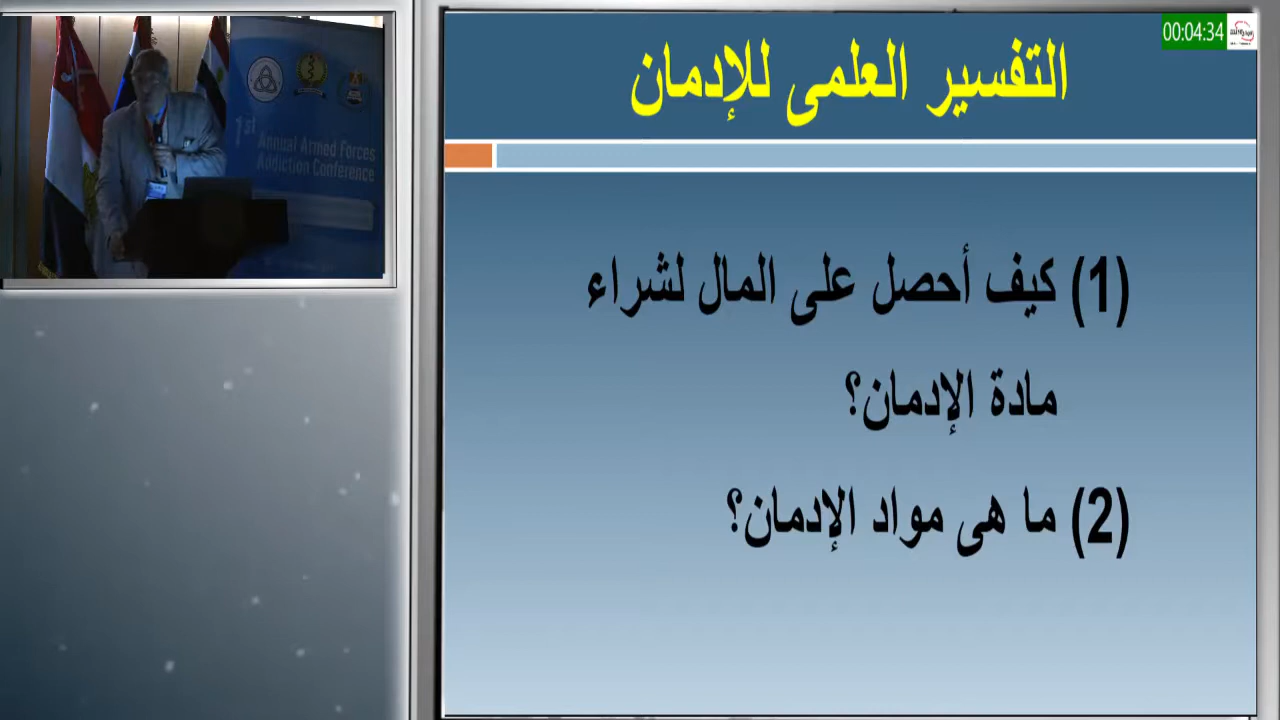 التفسير العلمى للإدمان
(1) كيف أحصل على المال لشراء
مادة الإدمان؟
(2) ما هى مواد الإدمان؟
00:04:34
1st Annual Armed Forces
Addiction Conference